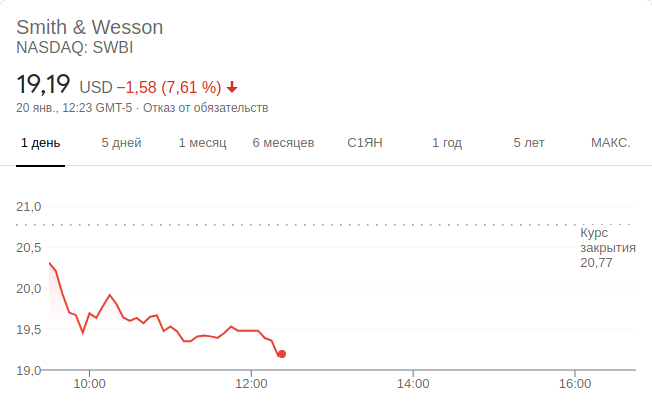 Smith & Wesson
NASDAQ: SWBI
19,19 USD −1,58 (7,61 %)
20 янв., 12:23 GMT-5 · Отказ от обязательств
1 день 5 дней 1 месяц 6 месяцев С1ЯН 1 год 5 лет МАКС.
21,0
Курс
закрытия
20,77
20,5
20,0
19,5
19,0
10:00 12:00 14:00 16:00